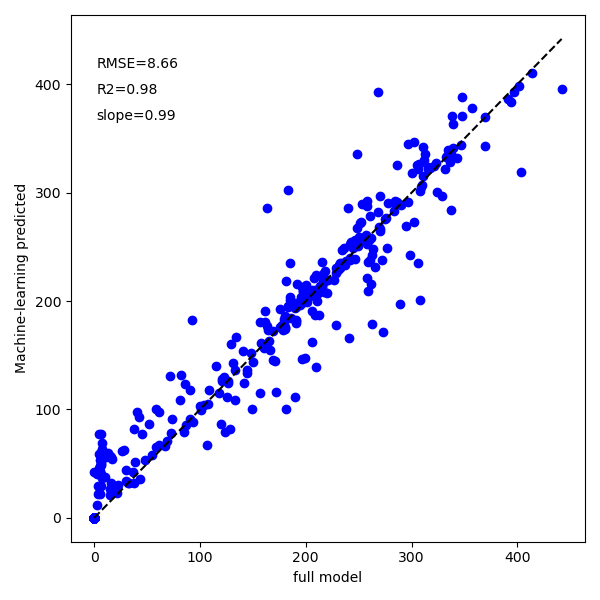 RMSE=8.66
R2=0.98
slope=0.99
400
300
200
100
0
Machine-learning predicted
0 100 200 300 400
full model